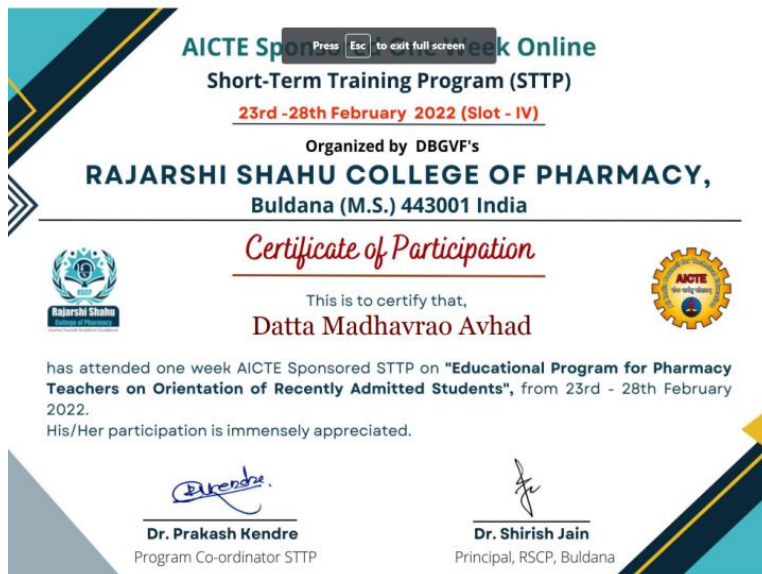 AICTE Sp
k Online
Press Esc to exit full screen
Short-Term Training Program (STTP)
23rd -28th February 2022 (Slot - IV)
Organized by DBGVF's
RAJARSHI SHAHU COLLEGE OF PHARMACY,
Buldana (M.S.) 443001 India
Certificate of Participation
RSCP
Rajarshi Shahu
College of Pharmacy
AICTE
This is to certify that,
Datta Madhavrao Avhad
has attended one week AICTE Sponsored STTP on "Educational Program for Pharmacy
Teachers on Orientation of Recently Admitted Students", from 23rd - 28th February
2022.
His/Her participation is immensely appreciated.
Dr. Prakash Kendre
Program Co-ordinator STTP
Dr. Shirish Jain
Principal, RSCP, Buldana